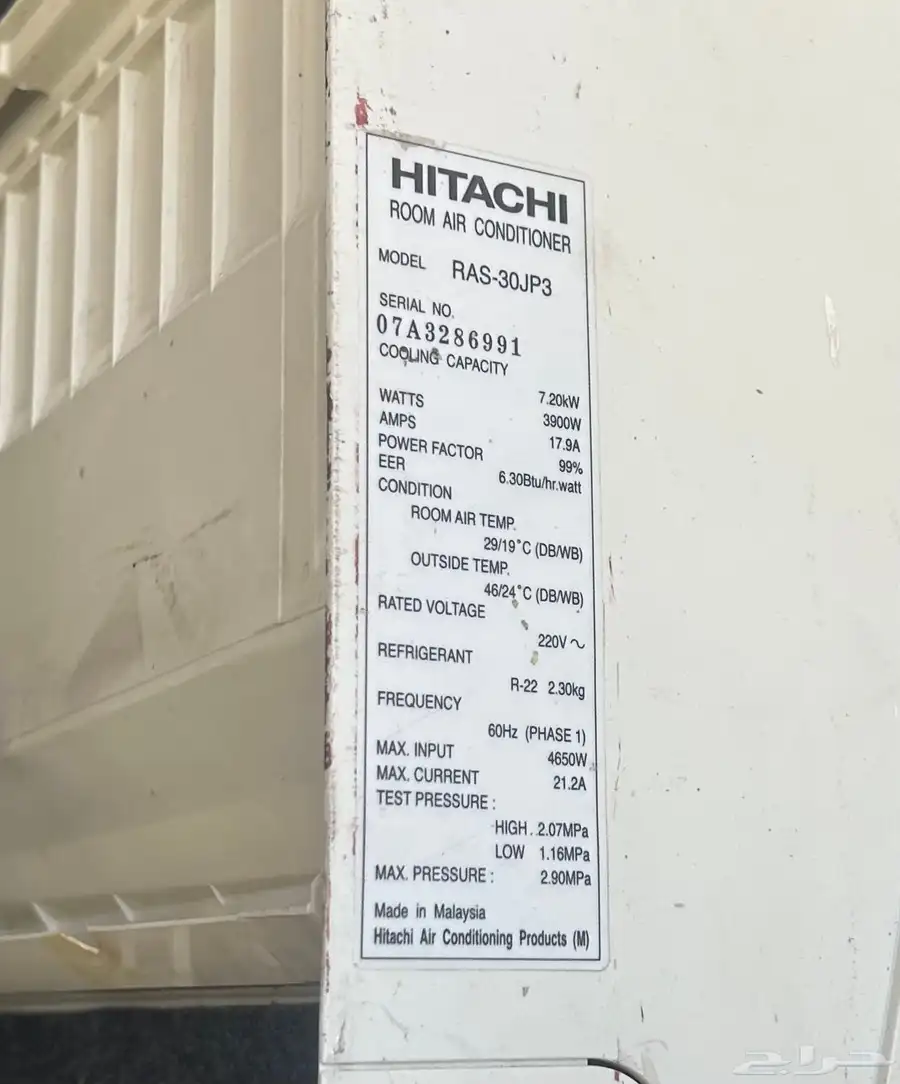 HITACHI
ROOM AIR CONDITIONER
MODEL RAS-30JP3
SERIAL NO.
07A3286991
COOLING CAPACITY
7.20kW
WATTS 3900W
AMPS 17.9A
POWER FACTOR 99%
EER 6.30Btu/hr.watt
CONDITION
ROOM AIR TEMP.
29/19°C (DB/WB)
OUTSIDE TEMP.
46/24°C (DB/WB)
RATED VOLTAGE
220V ~
REFRIGERANT
R-22 2.30kg
FREQUENCY
60Hz (PHASE 1)
MAX. INPUT 4650W
MAX. CURRENT 21.2A
TEST PRESSURE :
HIGH . 2.07MPa
LOW 1.16MPa
MAX. PRESSURE : 2.90MPa
Made in Malaysia
Hitachi Air Conditioning Products (M)
حراج